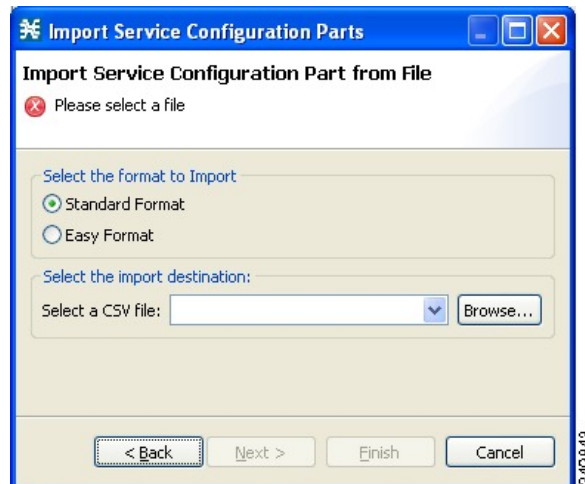 Import Service Configuration Parts
Import Service Configuration Part from File
Please select a file
Select the format to Import
Standard Format
Easy Format
Select the import destination:
Select a CSV file:
Browse...
< Back
Next >
Finish
Cancel